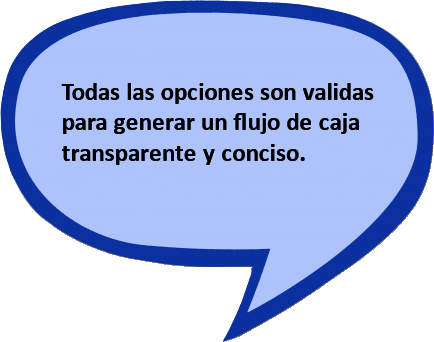 Todas las opciones son validas
para generar un flujo de caja
transparente y conciso.